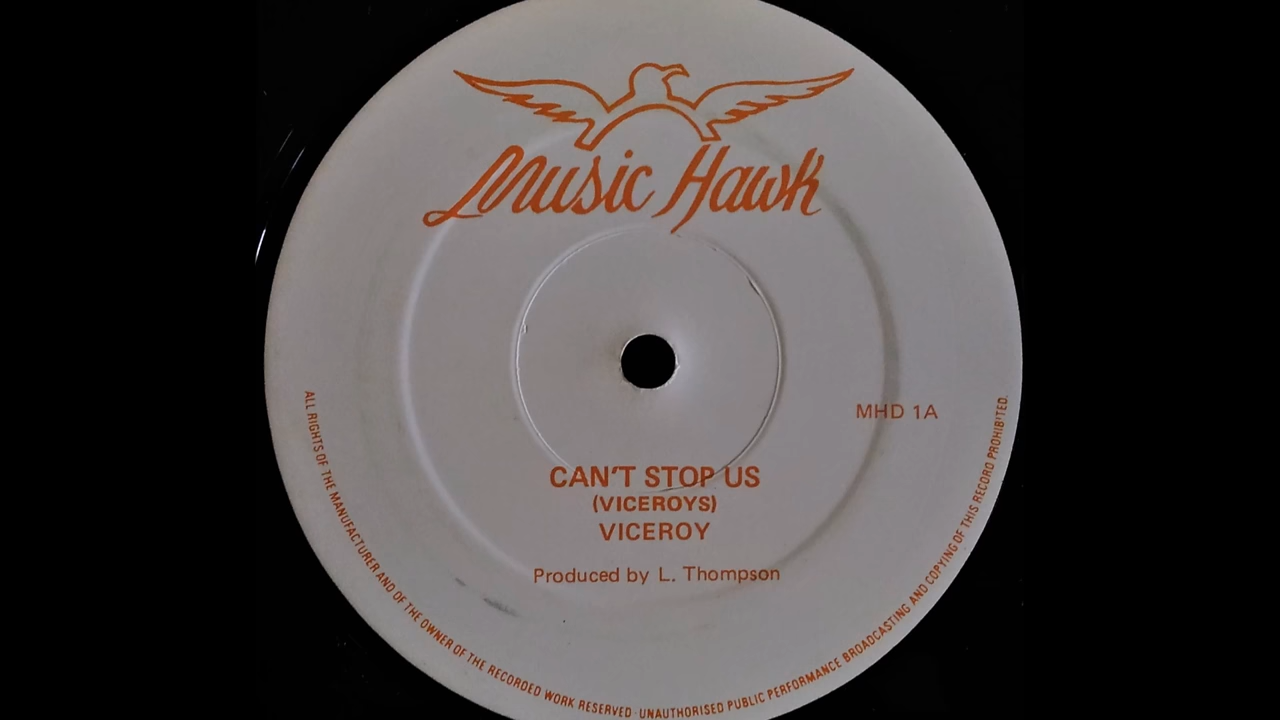 Music Hawk
MHD 1A
CAN'T STOP US
(VICEROYS)
VICEROY
Produced by L. Thompson
ALL RIGHTS OF THE MANUFACTURER AND OF THE OWNER OF THE RECORDED WORK RESERVED · UNAUTHORISED PUBLIC PERFORMANCE BROADCASTING AND COPYING OF THIS RECORD PROHIBITED.